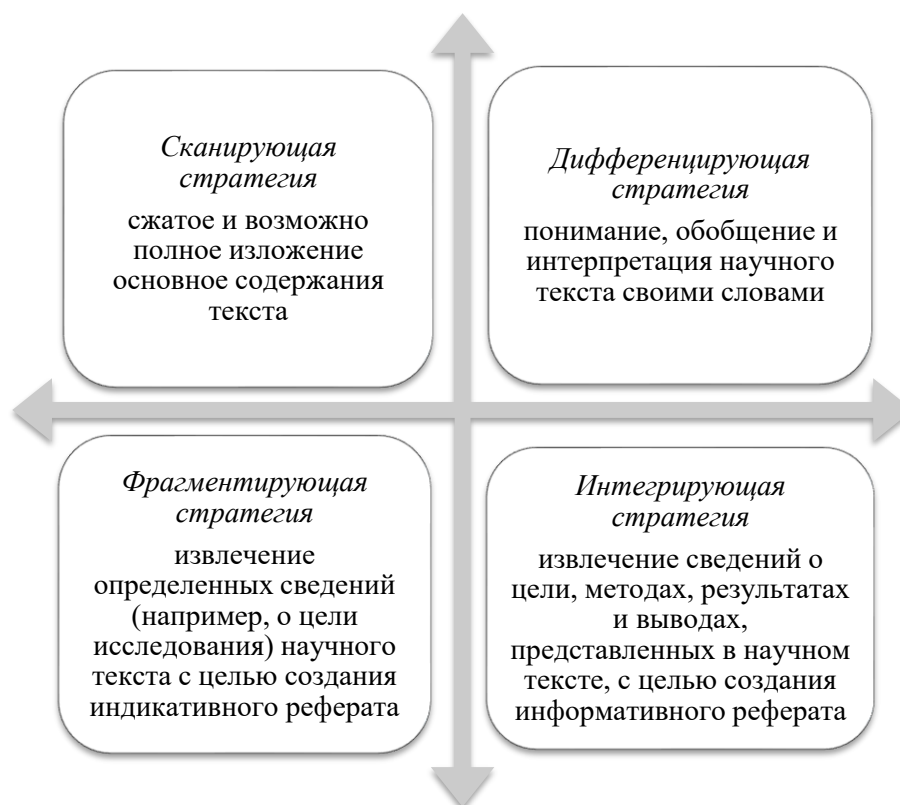 Сканирующая
стратегия
сжатое и возможно
полное изложение
основное содержания
текста
Дифференцирующая
стратегия
понимание, обобщение и
интерпретация научного
текста своими словами
Фрагментирующая
стратегия
извлечение
определенных сведений
(например, о цели
исследования) научного
текста с целью создания
индикативного реферата
Интегрирующая
стратегия
извлечение сведений о
цели, методах, результатах
и выводах,
представленных в научном
тексте, с целью создания
информативного реферата